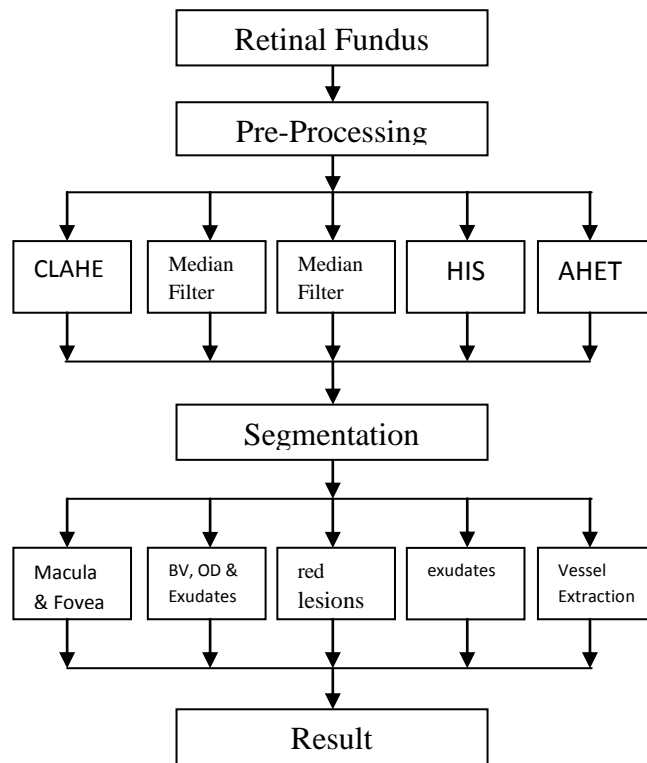 Retinal Fundus
Pre-Processing
CLAHE
Median
Filter
Median
Filter
HIS
AHET
Segmentation
Macula
& Fovea
BV, OD &
Exudates
red
lesions
exudates
Vessel
Extraction
Result